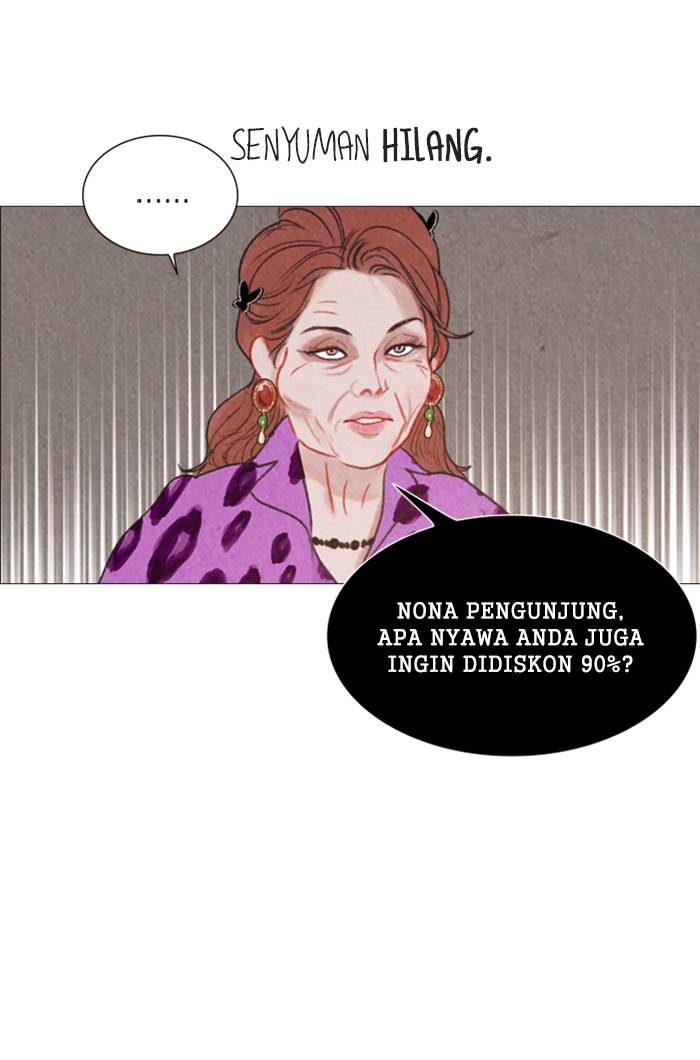 SENYUMAN HILANG.
......
NONA PENGUNJUNG,
APA NYAWA ANDA JUGA
INGIN DIDISKON 90%?